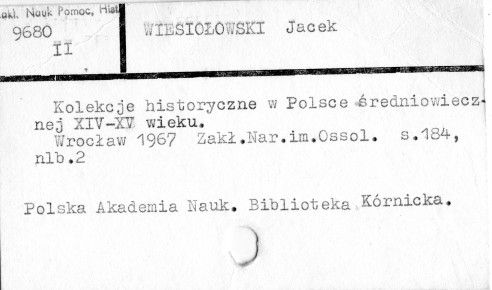 Zakł. Nauk Pomoc. Hist
9680
II
WIESIOŁOWSKI Jacek
Kolekcje historyczne w Polsce średniowiecz-
nej XIV-XV wieku.
Wrocław 1967 Zakł.Nar.im.Ossol. s.184,
nlb.2
Polska Akademia Nauk. Biblioteka Kórnicka.